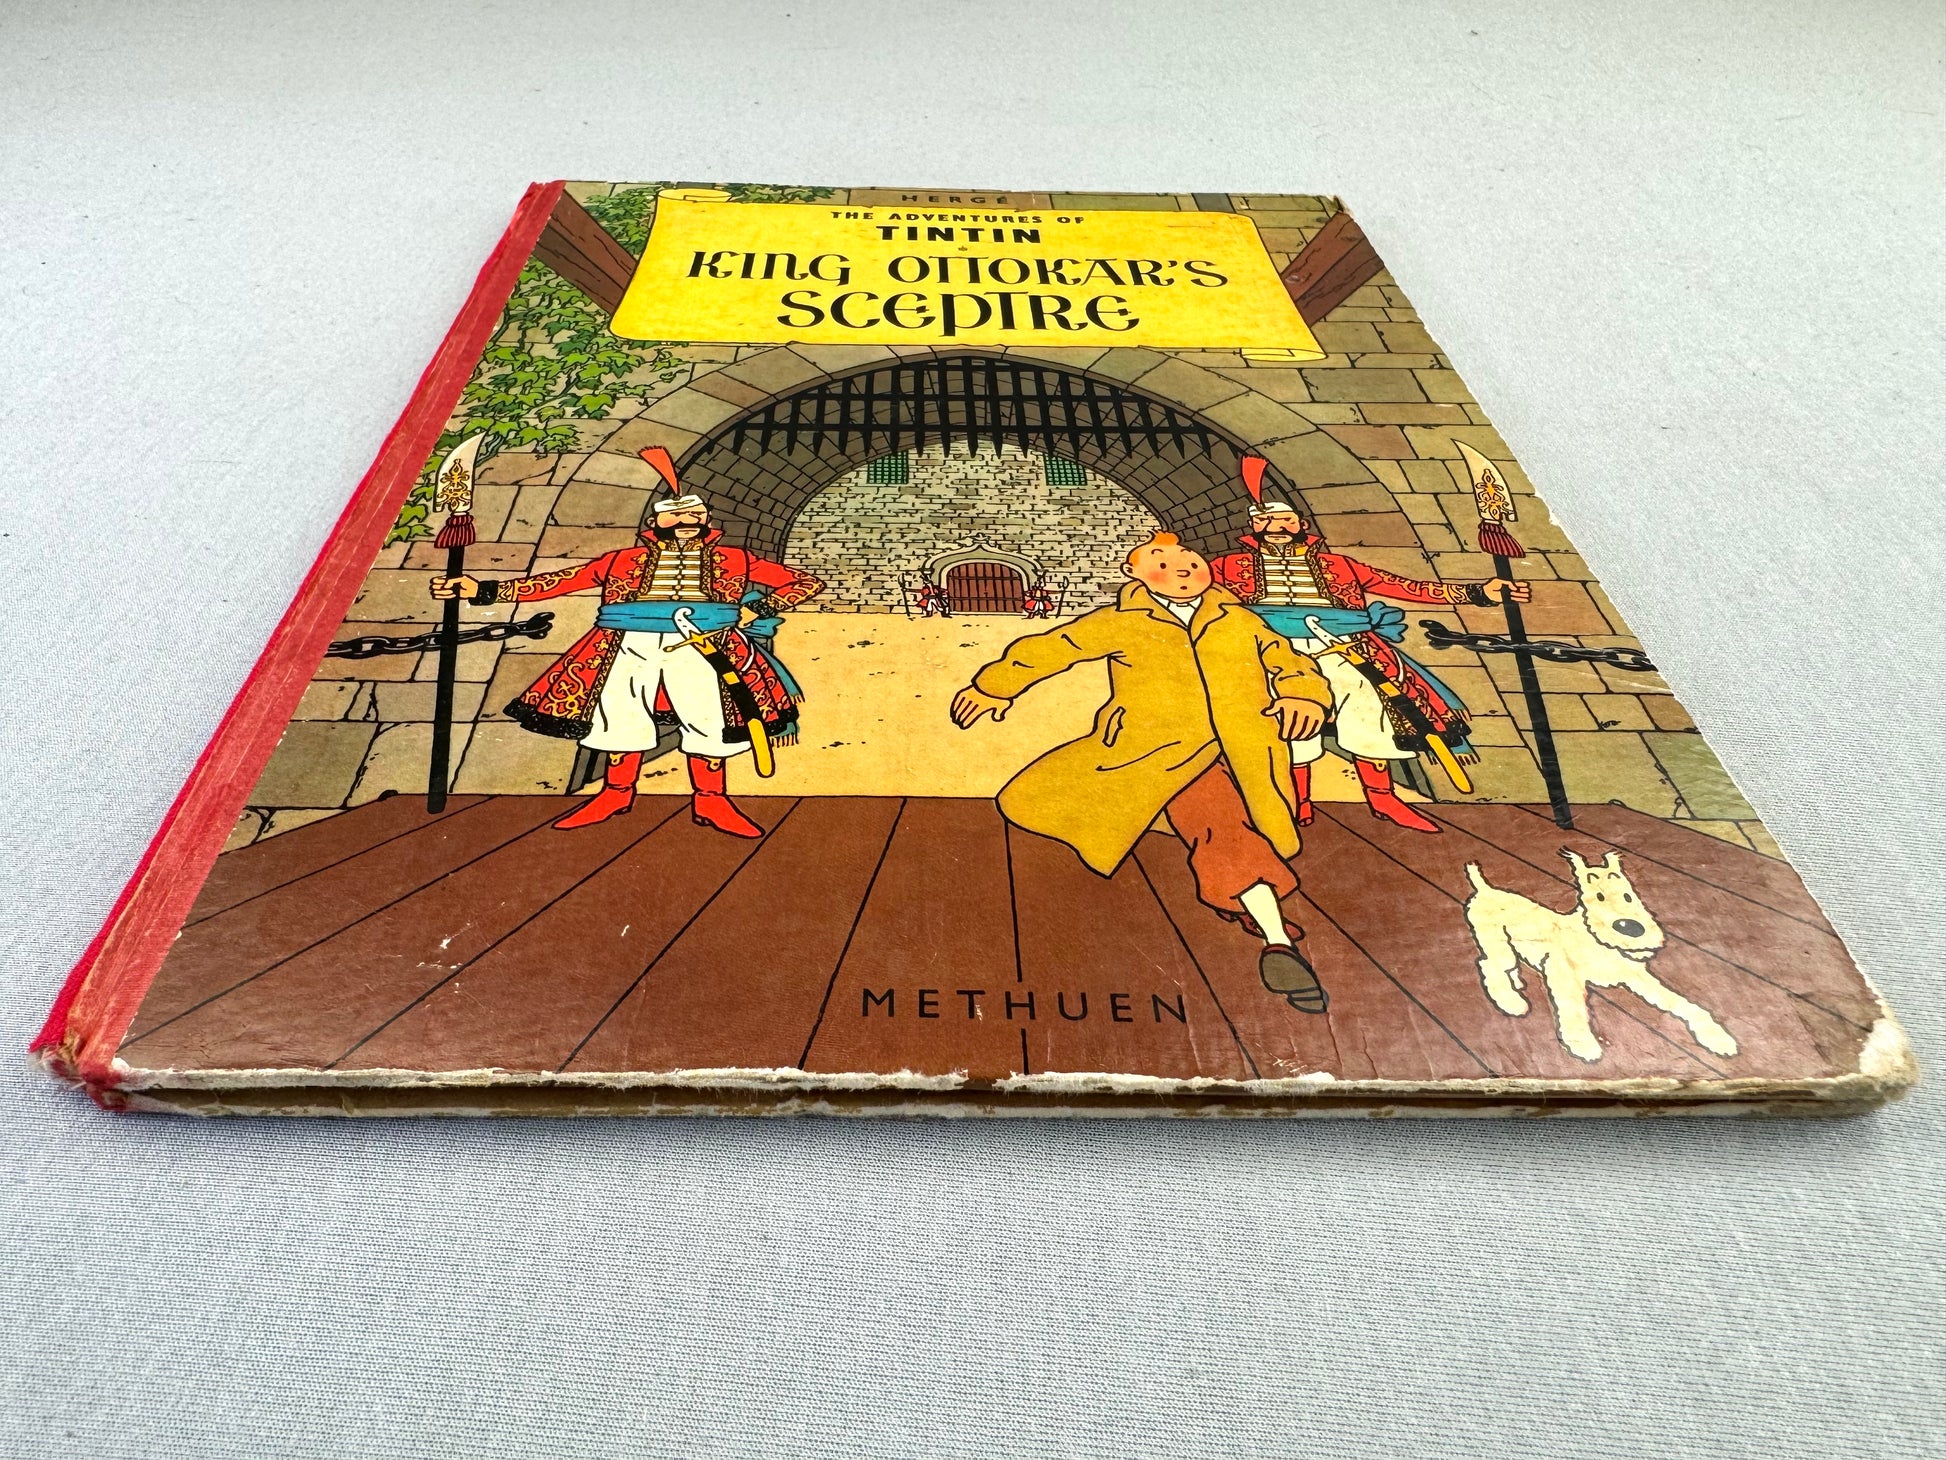 HERGÉ
THE ADVENTURES OF
TINTIN
KING OTTOKAR'S
SCEPTRE
METHUEN